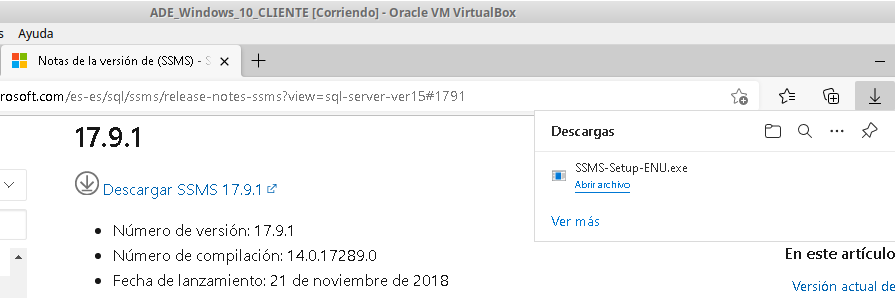 ADE_Windows_10_CLIENTE [Corriendo] - Oracle VM VirtualBox
s Ayuda
Notas de la versión de (SSMS) - S
rosoft.com/es-es/sql/ssms/release-notes-ssms?view=sql-server-ver15#1791
17.9.1
Descargar SSMS 17.9.1
Número de versión: 17.9.1
Número de compilación: 14.0.17289.0
Fecha de lanzamiento: 21 de noviembre de 2018
Descargas
SSMS-Setup-ENU.exe
Abrir archivo
Ver más
En este artículo
Versión actual de